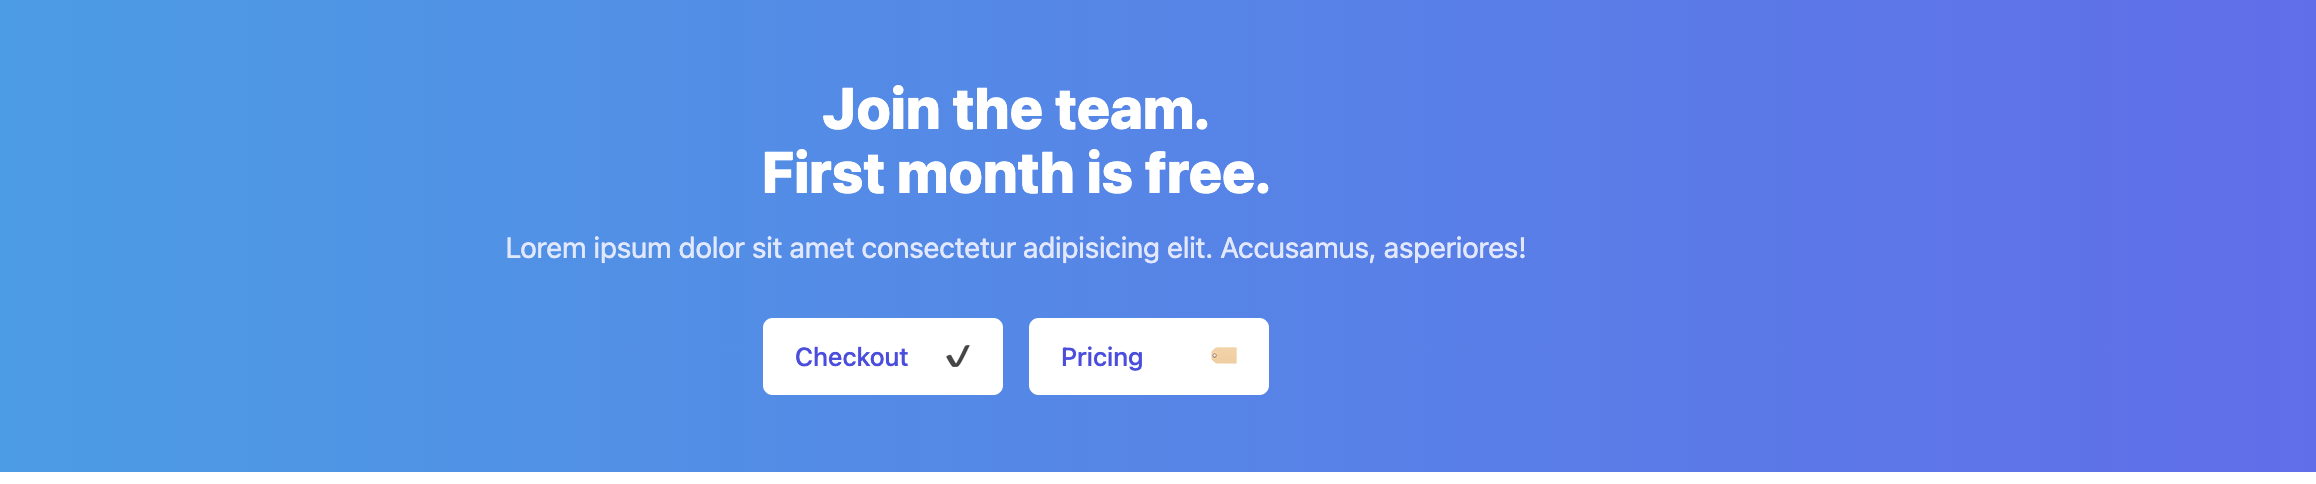 Join the team.
First month is free.
Lorem ipsum dolor sit amet consectetur adipisicing elit. Accusamus, asperiores!
Checkout ✔
Pricing 🏷